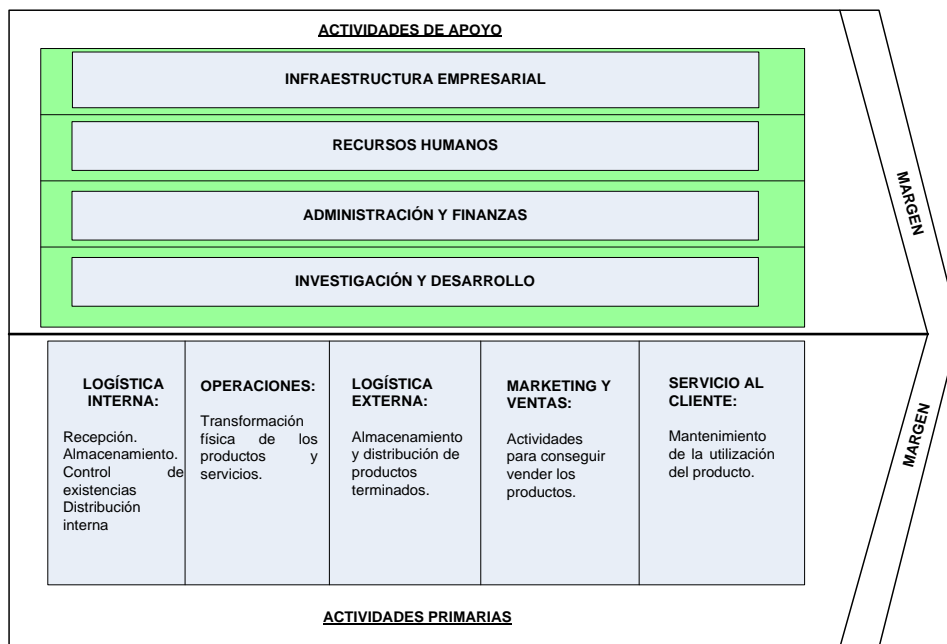 ACTIVIDADES DE APOYO
INFRAESTRUCTURA EMPRESARIAL
RECURSOS HUMANOS
ADMINISTRACIÓN Y FINANZAS
INVESTIGACIÓN Y DESARROLLO
MARGEN
LOGÍSTICA
INTERNA:
Recepción.
Almacenamiento.
Control de
existencias
Distribución
interna
OPERACIONES:
Transformación
física de los
productos y
servicios.
LOGÍSTICA
EXTERNA:
Almacenamiento
y distribución de
productos
terminados.
MARKETING Y
VENTAS:
Actividades
para conseguir
vender los
productos.
SERVICIO AL
CLIENTE:
Mantenimiento
de la utilización
del producto.
MARGEN
ACTIVIDADES PRIMARIAS